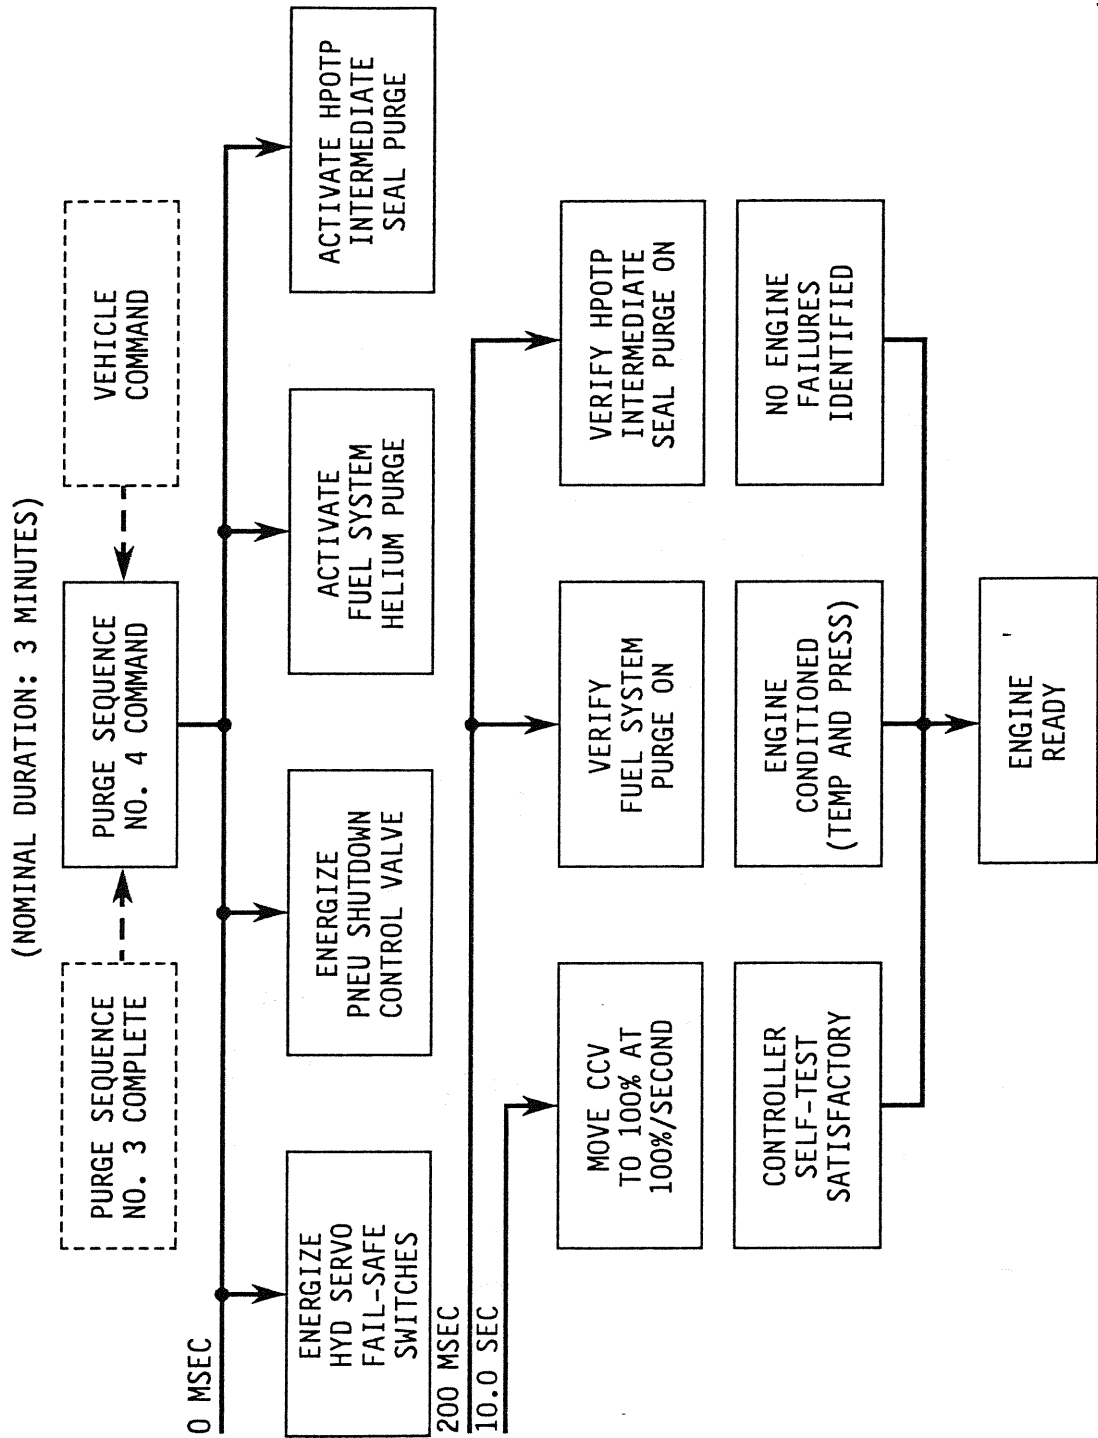 (NOMINAL DURATION: 3 MINUTES)
PURGE SEQUENCE
NO. 3 COMPLETE
PURGE SEQUENCE
NO. 4 COMMAND
VEHICLE
COMMAND
0 MSEC
ENERGIZE
HYD SERVO
FAIL-SAFE
SWITCHES
ENERGIZE
PNEU SHUTDOWN
CONTROL VALVE
ACTIVATE
FUEL SYSTEM
HELIUM PURGE
ACTIVATE HPOTP
INTERMEDIATE
SEAL PURGE
200 MSEC
10.0 SEC
MOVE CCV
TO 100% AT
100%/SECOND
VERIFY
FUEL SYSTEM
PURGE ON
VERIFY HPOTP
INTERMEDIATE
SEAL PURGE ON
CONTROLLER
SELF-TEST
SATISFACTORY
ENGINE
CONDITIONED
(TEMP AND PRESS)
NO ENGINE
FAILURES
IDENTIFIED
ENGINE
READY